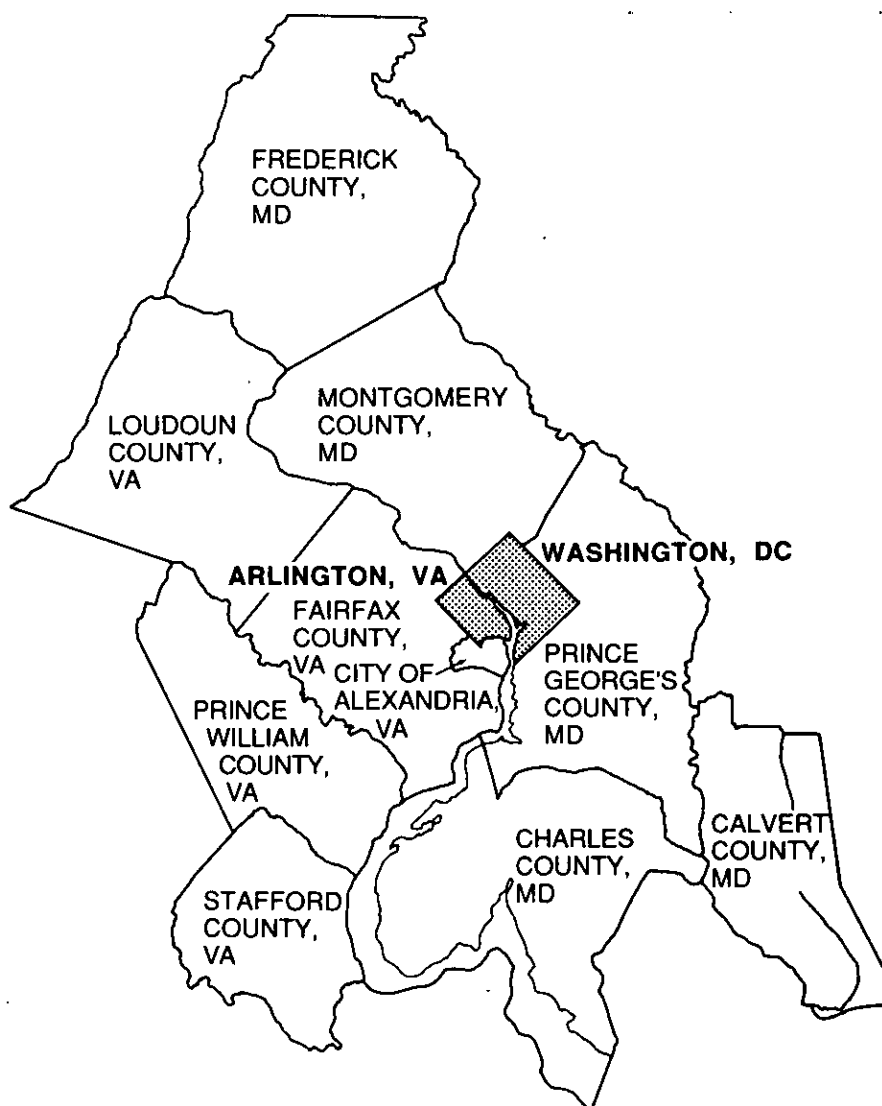 FREDERICK
COUNTY,
MD
MONTGOMERY
COUNTY,
MD
LOUDOUN
COUNTY,
VA
WASHINGTON, DC
ARLINGTON, VA
FAIRFAX
COUNTY,
VA
CITY OF
ALEXANDRIA,
VA
PRINCE
GEORGE'S
COUNTY,
MD
PRINCE
WILLIAM
COUNTY,
VA
CHARLES
COUNTY,
MD
CALVERT
COUNTY,
MD
STAFFORD
COUNTY,
VA